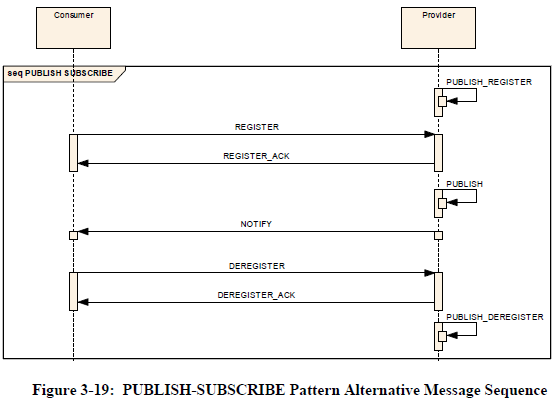 Consumer
Provider
seq PUBLISH SUBSCRIBE
PUBLISH_REGISTER
REGISTER
REGISTER_ACK
PUBLISH
NOTIFY
DEREGISTER
DEREGISTER_ACK
PUBLISH_DEREGISTER
Figure 3-19: PUBLISH-SUBSCRIBE Pattern Alternative Message Sequence